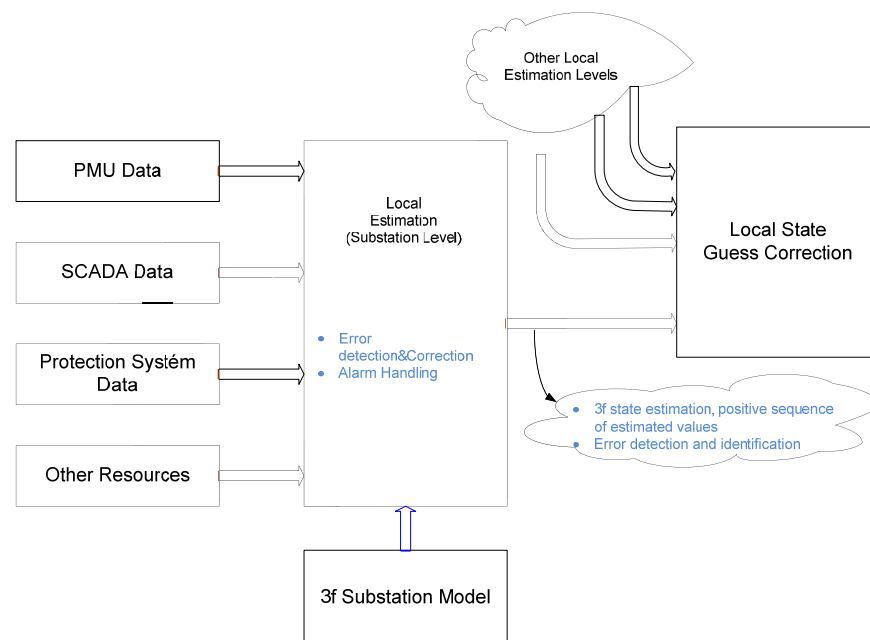 Other Local
Estimation Levels
PMU Data
Local
Estimation
(Substation Level)
Local State
Guess Correction
SCADA Data
Protection Systém
Data
• Error
detection&Correction
• Alarm Handling
• 3f state estimation, positive sequence
of estimated values
• Error detection and identification
Other Resources
3f Substation Model